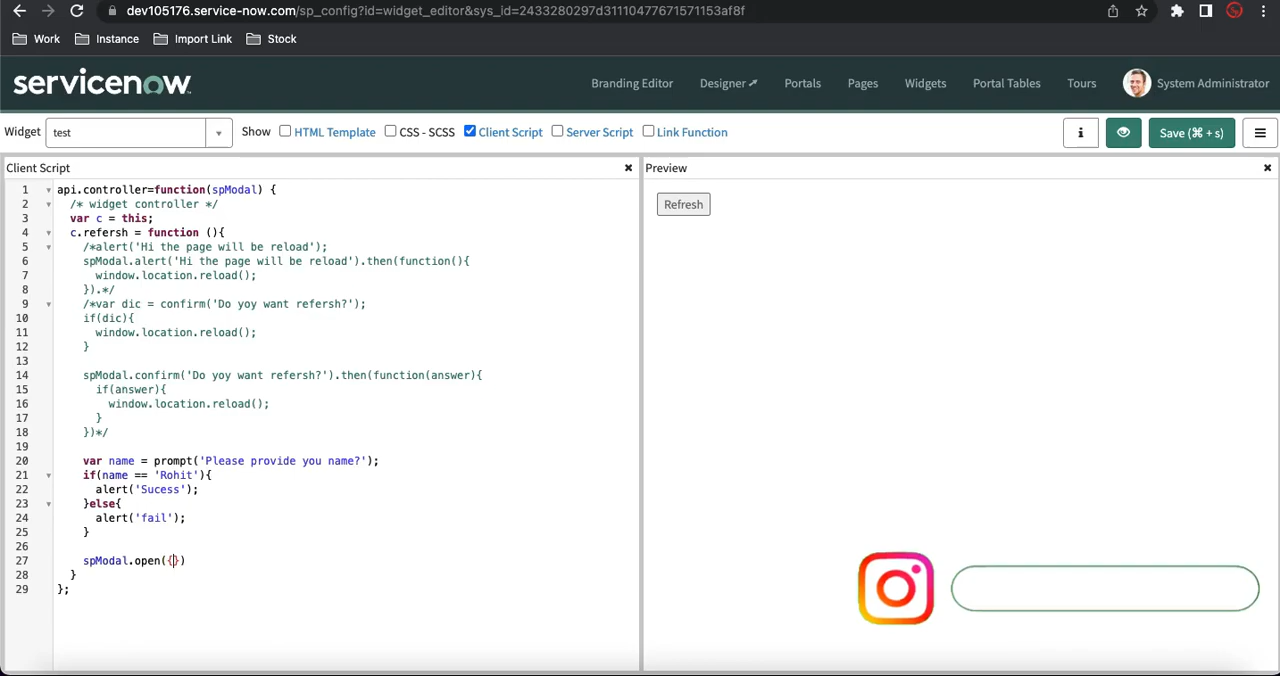 dev105176.service-now.com/sp_config?id=widget_editor&sys_id=2433280297d31110477671571153af8f
Work Instance Import Link Stock
servicenow Branding Editor Designer Portals Pages Widgets Portal Tables Tours System Administrator
Widget test Show HTML Template CSS - SCSS Client Script Server Script Link Function Save (⌘ + s)
Client Script Preview
Refresh
1 api.controller=function(spModal) {
2 /* widget controller */
3 var c = this;
4 c.refersh = function (){
5 /*alert('Hi the page will be reload');
6 spModal.alert('Hi the page will be reload').then(function(){
7 window.location.reload();
8 }).*/
9 /*var dic = confirm('Do yoy want refersh?');
10 if(dic){
11 window.location.reload();
12 }
13
14 spModal.confirm('Do yoy want refersh?').then(function(answer){
15 if(answer){
16 window.location.reload();
17 }
18 })*/
19
20 var name = prompt('Please provide you name?');
21 if(name == 'Rohit'){
22 alert('Sucess');
23 }else{
24 alert('fail');
25 }
26
27 spModal.open({})
28 }
29 };